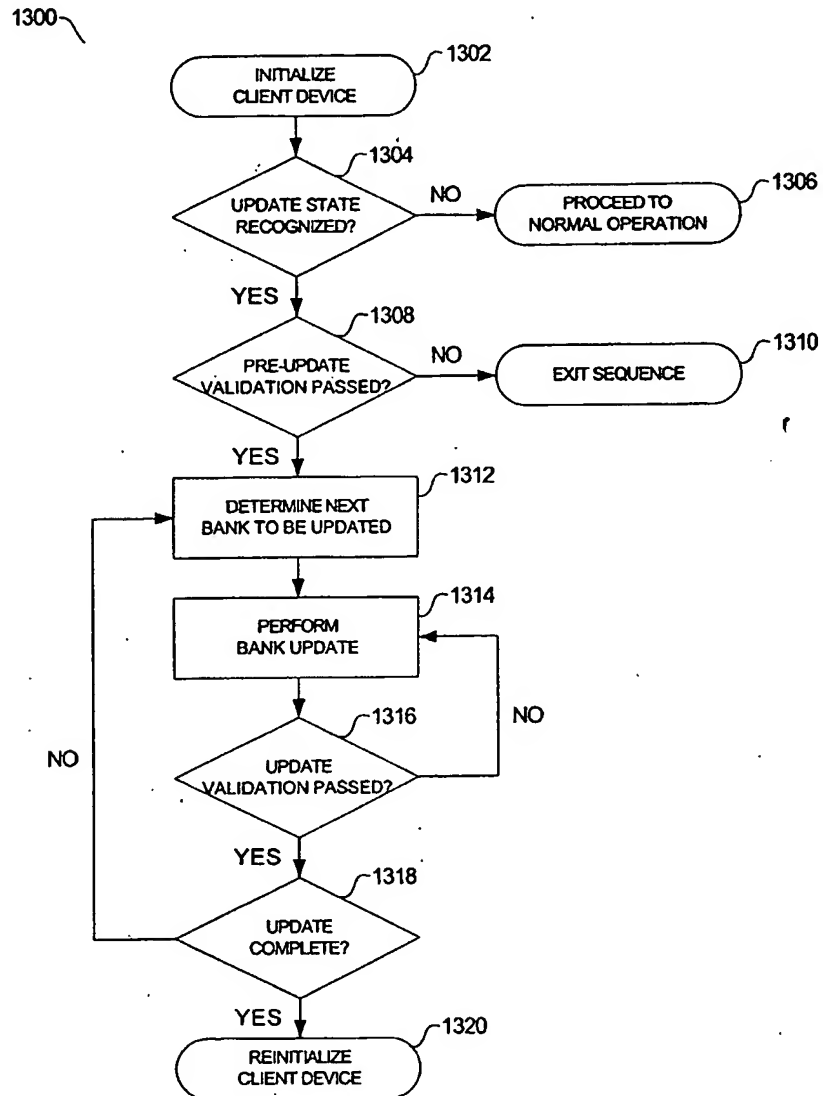 1300
1302
INITIALIZE
CLIENT DEVICE
1304
UPDATE STATE
RECOGNIZED?
NO
1306
PROCEED TO
NORMAL OPERATION
YES
1308
PRE-UPDATE
VALIDATION PASSED?
NO
1310
EXIT SEQUENCE
YES
1312
DETERMINE NEXT
BANK TO BE UPDATED
1314
PERFORM
BANK UPDATE
1316
UPDATE
VALIDATION PASSED?
NO
NO
YES
1318
UPDATE
COMPLETE?
YES
1320
REINITIALIZE
CLIENT DEVICE